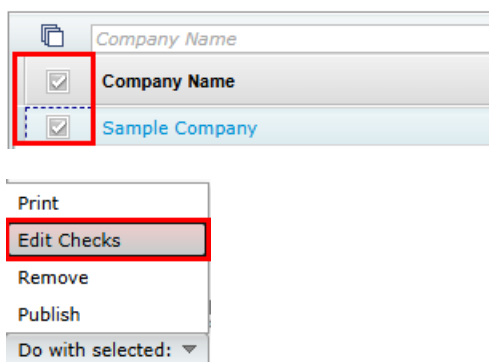 Company Name
Company Name
Sample Company
Print
Edit Checks
Remove
Publish
Do with selected: